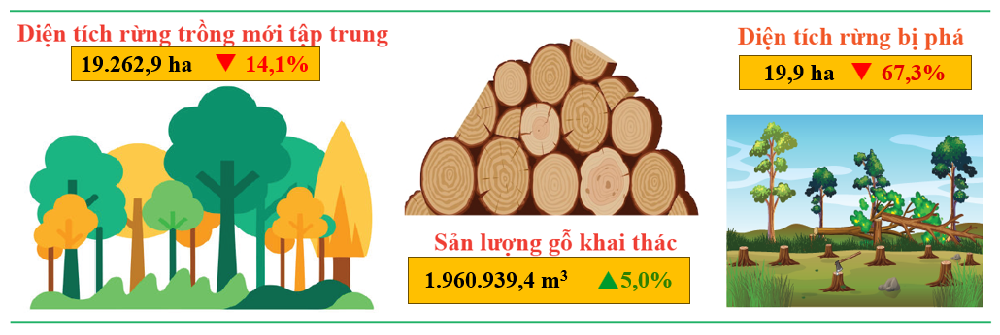 Diện tích rừng trồng mới tập trung
19.262,9 ha ▼ 14,1%
Sản lượng gỗ khai thác
1.960.939,4 m³ ▲5,0%
Diện tích rừng bị phá
19,9 ha ▼ 67,3%